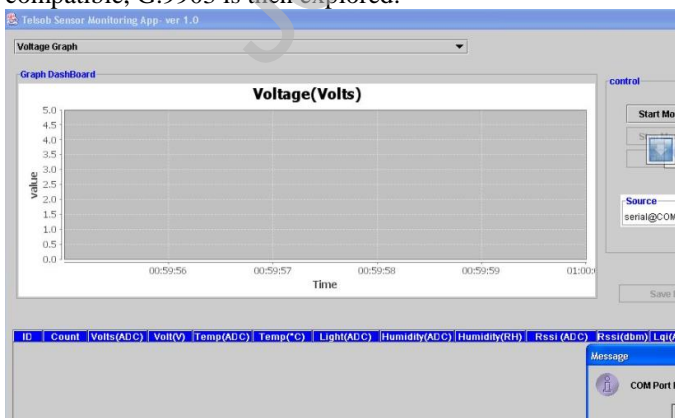 compatible, G.9903 is then explored.
Telsob Sensor Monitoring App- ver 1.0
Voltage Graph
Graph DashBoard
Voltage(Volts)
5.0
4.5
4.0
3.5
3.0
2.5
2.0
1.5
1.0
0.5
0.0
value
00:59:56 00:59:57 00:59:58 00:59:59 01:00:
Time
control
Start Mo
Source
serial@COM
Save
ID Count Volts(ADC) Volt(V) Temp(ADC) Temp(°C) Light(ADC) Humidity(ADC) Humidity(RH) Rssi (ADC) Rssi(dbm) Lqi(A
Message
COM Port